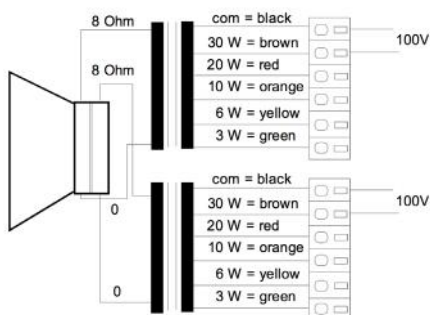 8 Ohm
com = black
30 W = brown
100V
8 Ohm
20 W = red
10 W = orange
6 W = yellow
3 W = green
com = black
0
30 W = brown
100V
20 W = red
10 W = orange
6 W = yellow
0
3 W = green